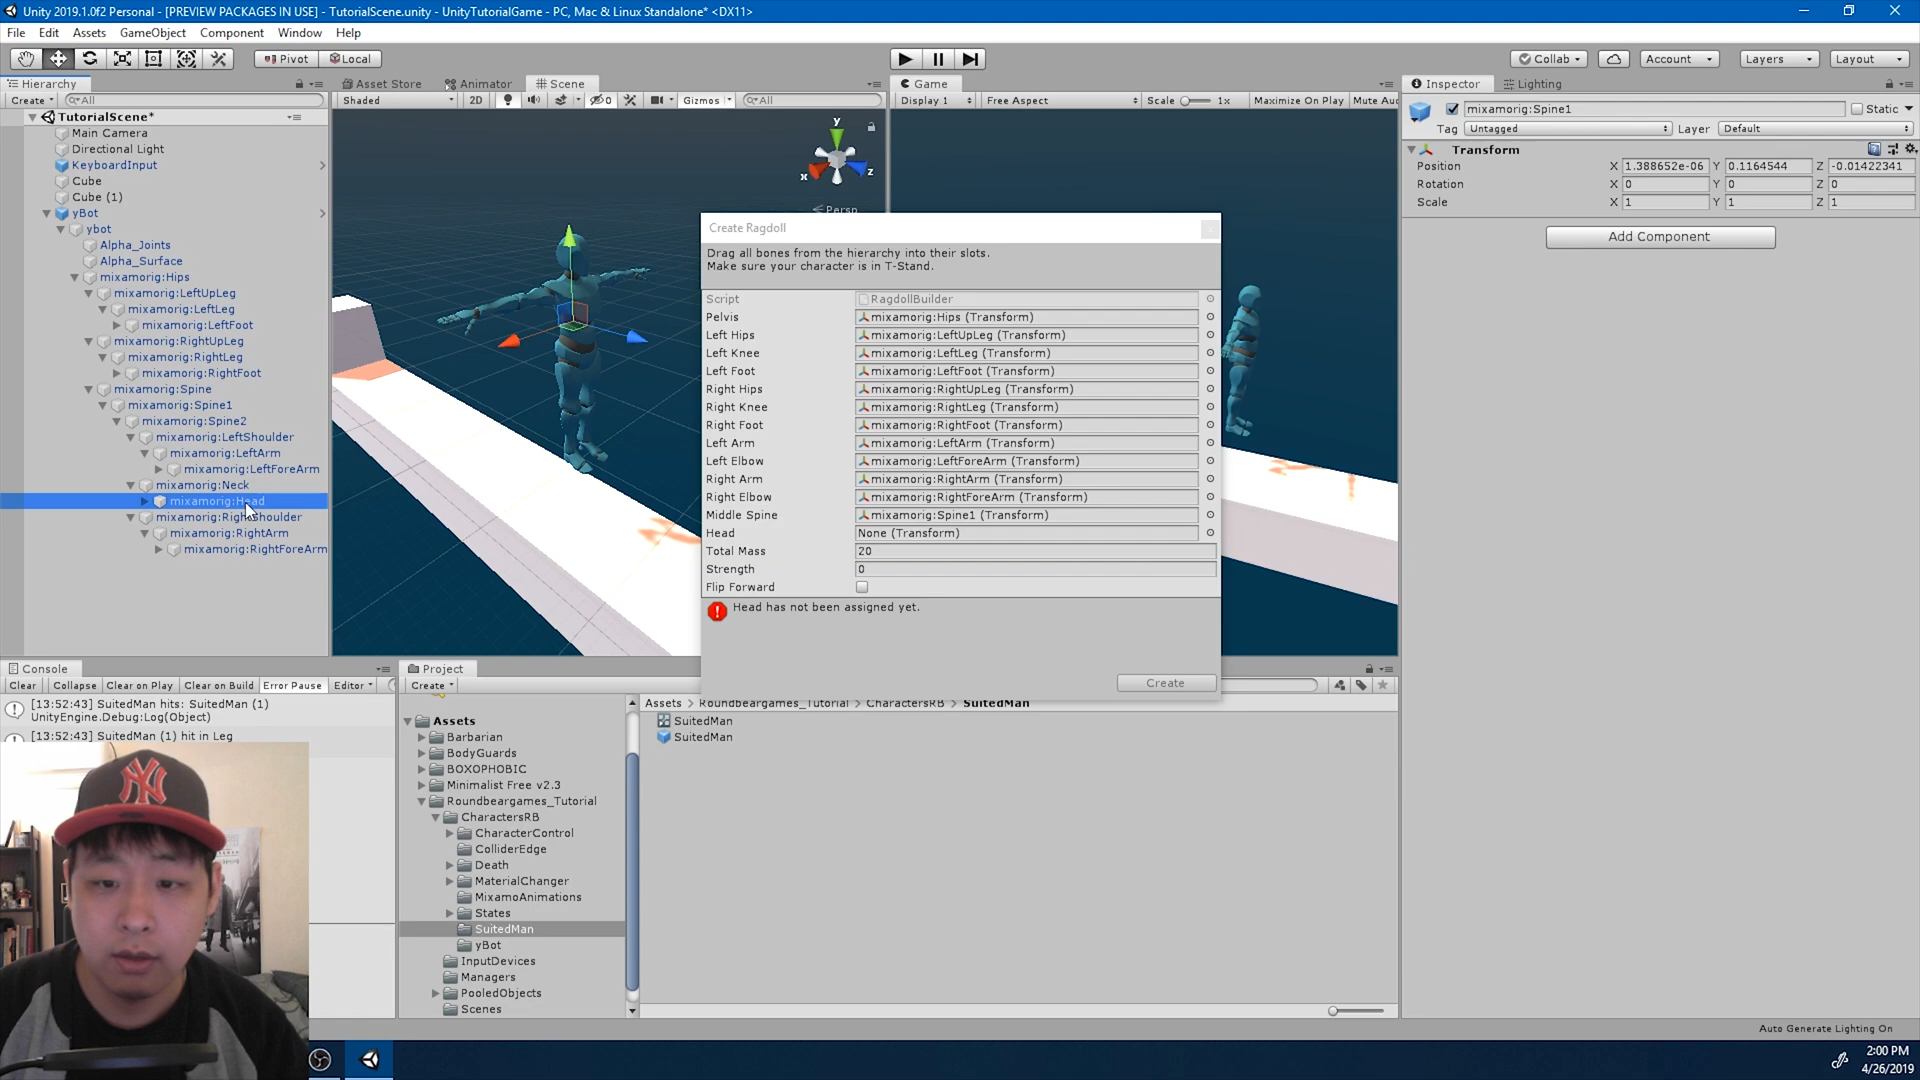 Unity 2019.1.0f2 Personal - [PREVIEW PACKAGES IN USE] - TutorialScene.unity - UnityTutorialGame - PC, Mac & Linux Standalone* <DX11>
File Edit Assets GameObject Component Window Help
Pivot Local
Collab Account Layers Layout
Hierarchy
Create All
TutorialScene*
Main Camera
Directional Light
KeyboardInput
Cube
Cube (1)
yBot
ybot
Alpha_Joints
Alpha_Surface
mixamorig:Hips
mixamorig:LeftUpLeg
mixamorig:LeftLeg
mixamorig:LeftFoot
mixamorig:RightUpLeg
mixamorig:RightLeg
mixamorig:RightFoot
mixamorig:Spine
mixamorig:Spine1
mixamorig:Spine2
mixamorig:LeftShoulder
mixamorig:LeftArm
mixamorig:LeftForeArm
mixamorig:Neck
mixamorig:Head
mixamorig:RightShoulder
mixamorig:RightArm
mixamorig:RightForeArm
Asset Store Animator Scene
Shaded 2D 0 Gizmos All
y
x z
Persp
Game
Display 1 Free Aspect Scale 1x Maximize On Play Mute Au
Create Ragdoll
Drag all bones from the hierarchy into their slots.
Make sure your character is in T-Stand.
Script RagdollBuilder
Pelvis mixamorig:Hips (Transform)
Left Hips mixamorig:LeftUpLeg (Transform)
Left Knee mixamorig:LeftLeg (Transform)
Left Foot mixamorig:LeftFoot (Transform)
Right Hips mixamorig:RightUpLeg (Transform)
Right Knee mixamorig:RightLeg (Transform)
Right Foot mixamorig:RightFoot (Transform)
Left Arm mixamorig:LeftArm (Transform)
Left Elbow mixamorig:LeftForeArm (Transform)
Right Arm mixamorig:RightArm (Transform)
Right Elbow mixamorig:RightForeArm (Transform)
Middle Spine mixamorig:Spine1 (Transform)
Head None (Transform)
Total Mass 20
Strength 0
Flip Forward
Head has not been assigned yet.
Create
Inspector Lighting
mixamorig:Spine1 Static
Tag Untagged Layer Default
Transform
Position X 1.388652e-06 Y 0.1164544 Z -0.01422341
Rotation X 0 Y 0 Z 0
Scale X 1 Y 1 Z 1
Add Component
Console
Clear Collapse Clear on Play Clear on Build Error Pause Editor
[13:52:43] SuitedMan hits: SuitedMan (1)
UnityEngine.Debug:Log(Object)
[13:52:43] SuitedMan (1) hit in Leg
Project
Create
Assets
Barbarian
BodyGuards
BOXOPHOBIC
Minimalist Free v2.3
Roundbeargames_Tutorial
CharactersRB
CharacterControl
ColliderEdge
Death
MaterialChanger
MixamoAnimations
States
SuitedMan
yBot
InputDevices
Managers
PooledObjects
Scenes
Assets > Roundbeargames_Tutorial > CharactersRB > SuitedMan
SuitedMan
SuitedMan
Auto Generate Lighting On
NY
2:00 PM
4/26/2019